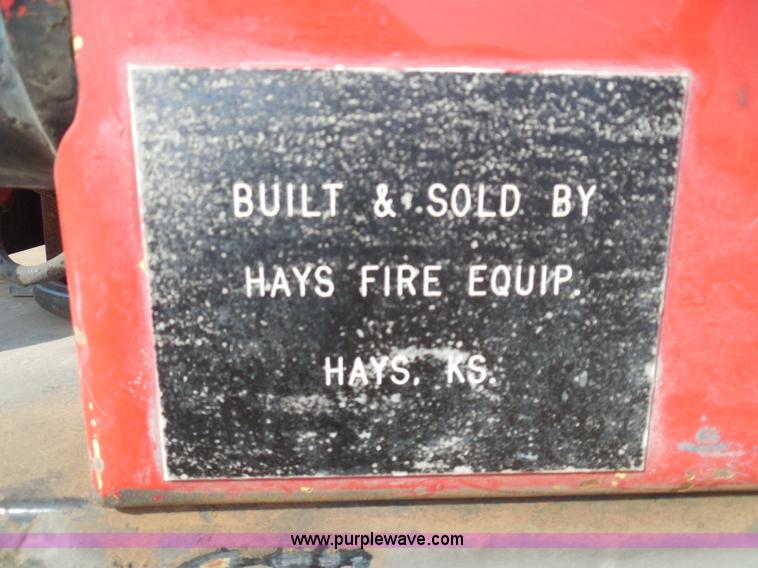 BUILT & SOLD BY
HAYS FIRE EQUIP.
HAYS, KS.
www.purplewave.com